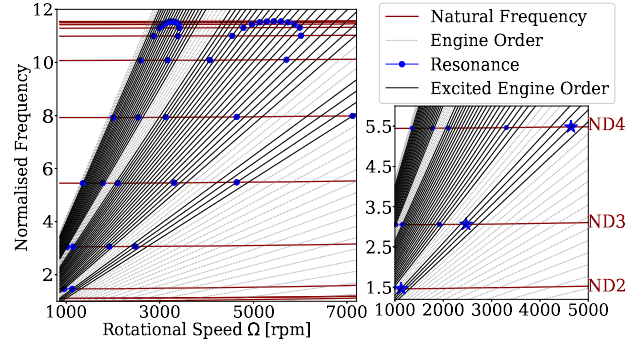 12
10
8
6
4
2
1000
3000
5000
7000
Normalised Frequency
Rotational Speed Ω [rpm]
Natural Frequency
Engine Order
Resonance
Excited Engine Order
5.5
4.5
3.5
2.5
1.5
1000
2000
3000
4000
5000
ND4
ND3
ND2